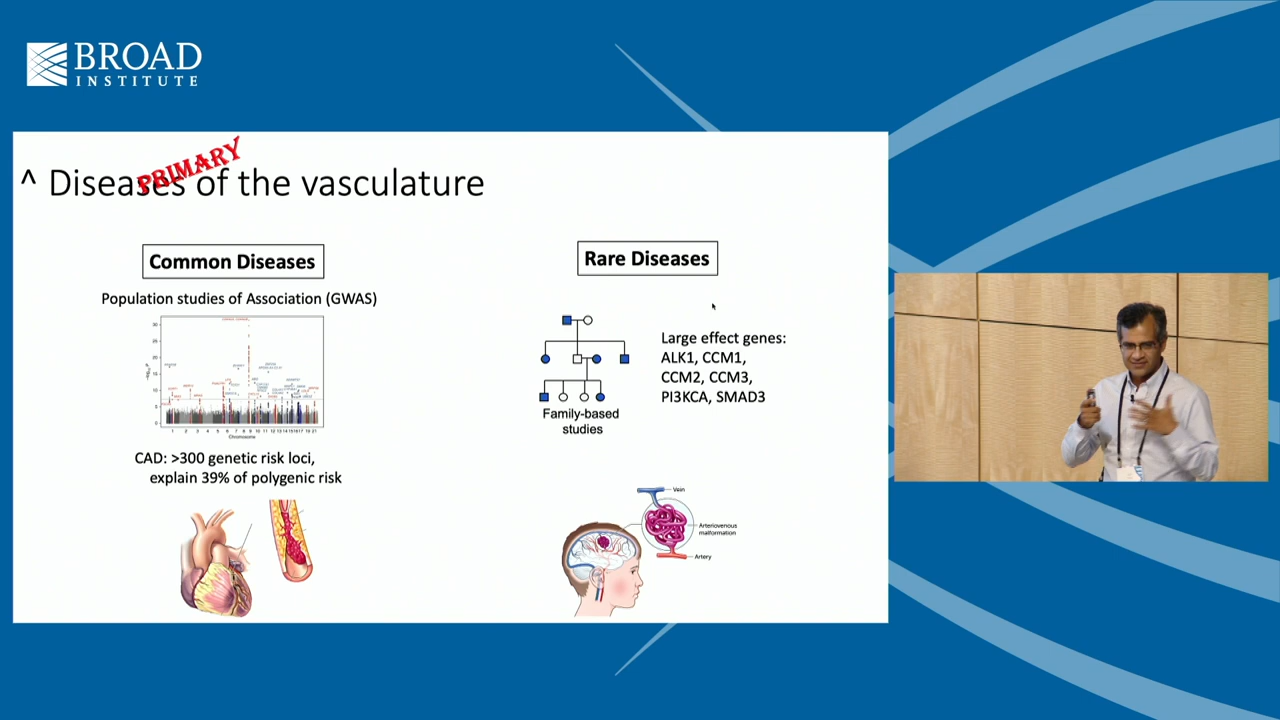 BROAD
INSTITUTE
PRIMARY
^ Diseases of the vasculature
Common Diseases
Population studies of Association (GWAS)
Chromosome
CAD: >300 genetic risk loci,
explain 39% of polygenic risk
Rare Diseases
Large effect genes:
ALK1, CCM1,
CCM2, CCM3,
PI3KCA, SMAD3
Family-based
studies
Vein
Arteriovenous
malformation
Artery